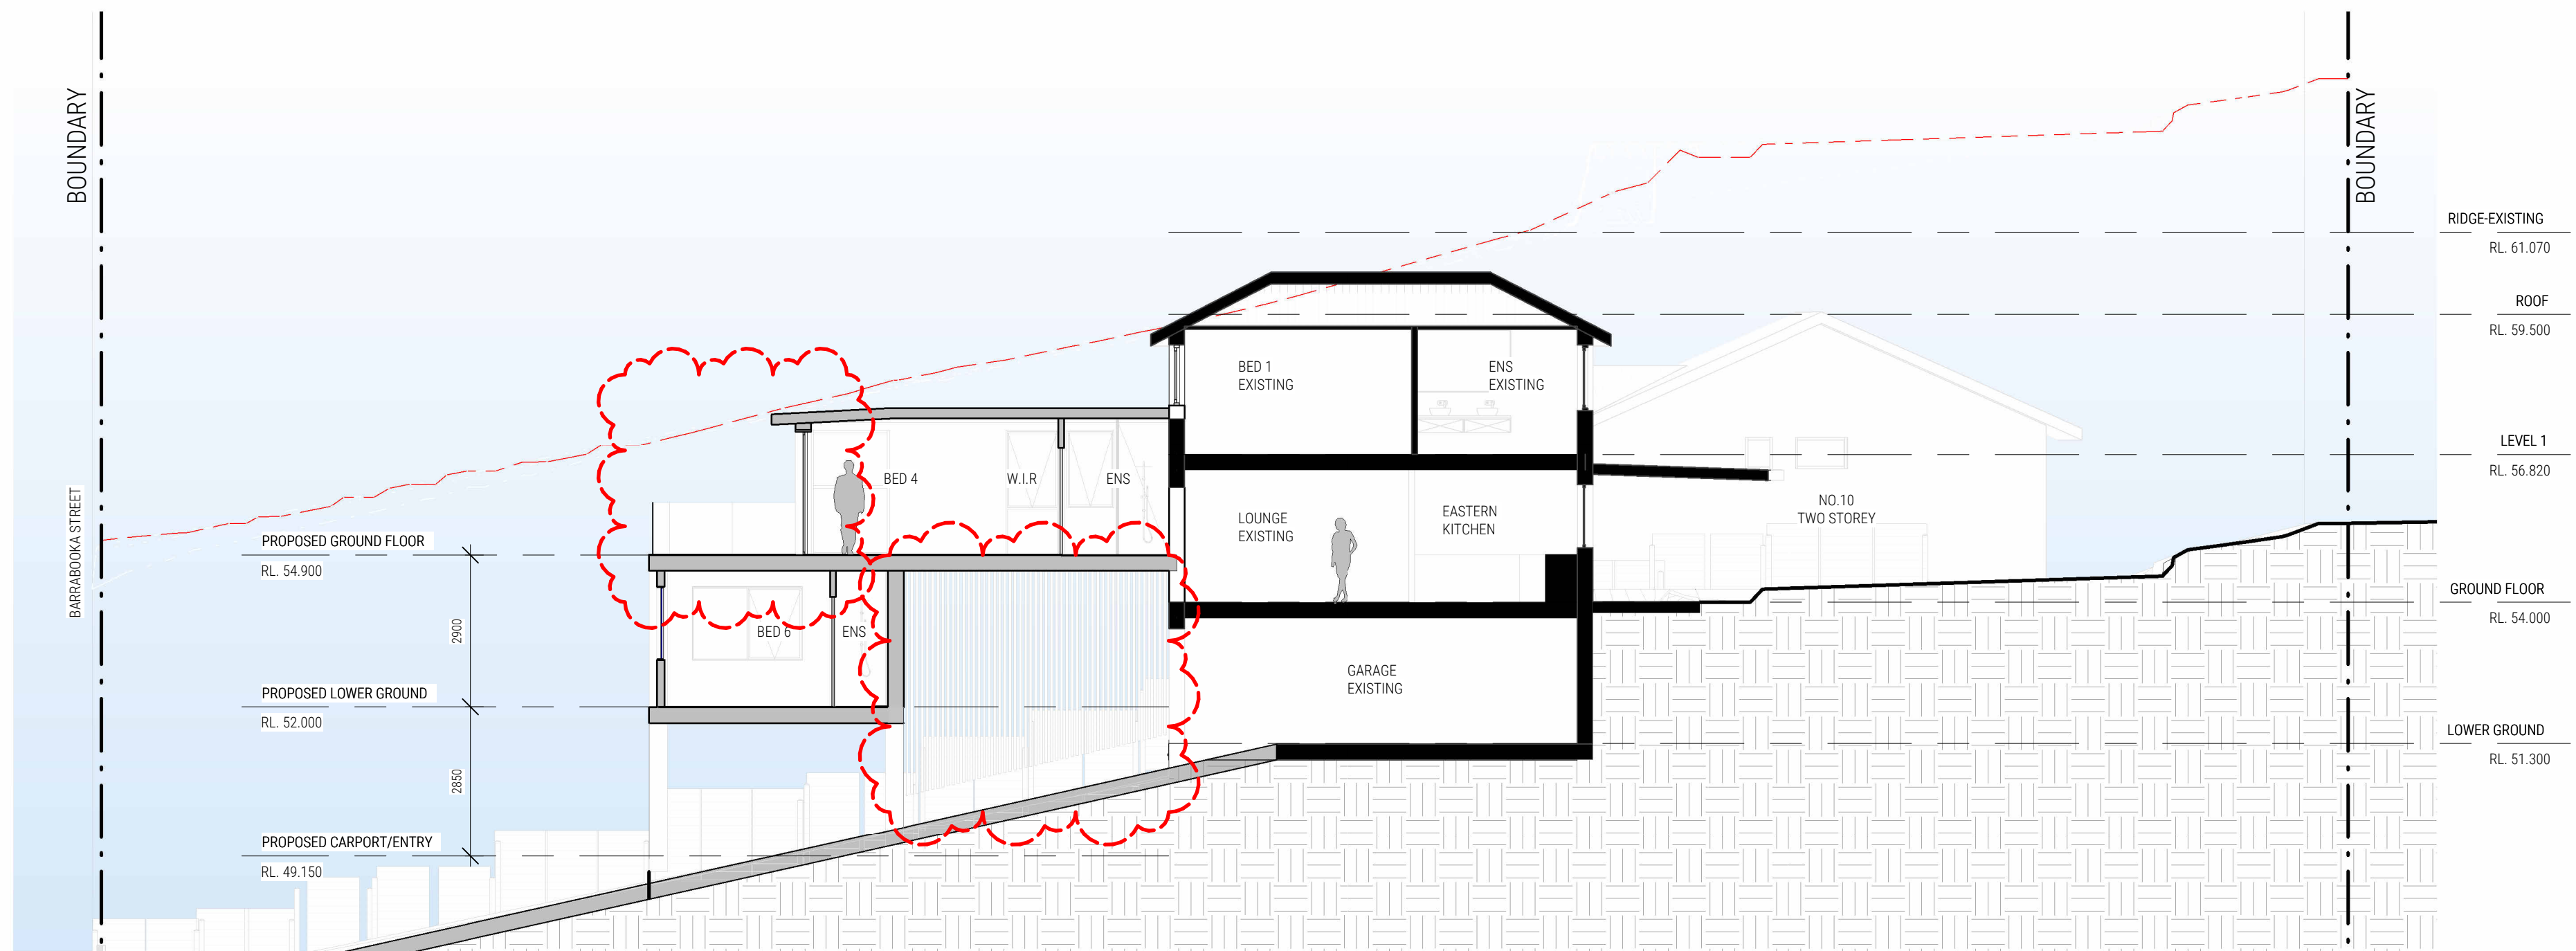 BOUNDARY
BOUNDARY
RIDGE-EXISTING
RL. 61.070
ROOF
RL. 59.500
BED 1
EXISTING
ENS
EXISTING
LEVEL 1
RL. 56.820
BED 4
W.I.R
ENS
BARRABOOKA STREET
LOUNGE
EXISTING
EASTERN
KITCHEN
NO.10
TWO STOREY
PROPOSED GROUND FLOOR
RL. 54.900
GROUND FLOOR
RL. 54.000
2900
BED 6
ENS
GARAGE
EXISTING
PROPOSED LOWER GROUND
RL. 52.000
LOWER GROUND
RL. 51.300
2850
PROPOSED CARPORT/ENTRY
RL. 49.150